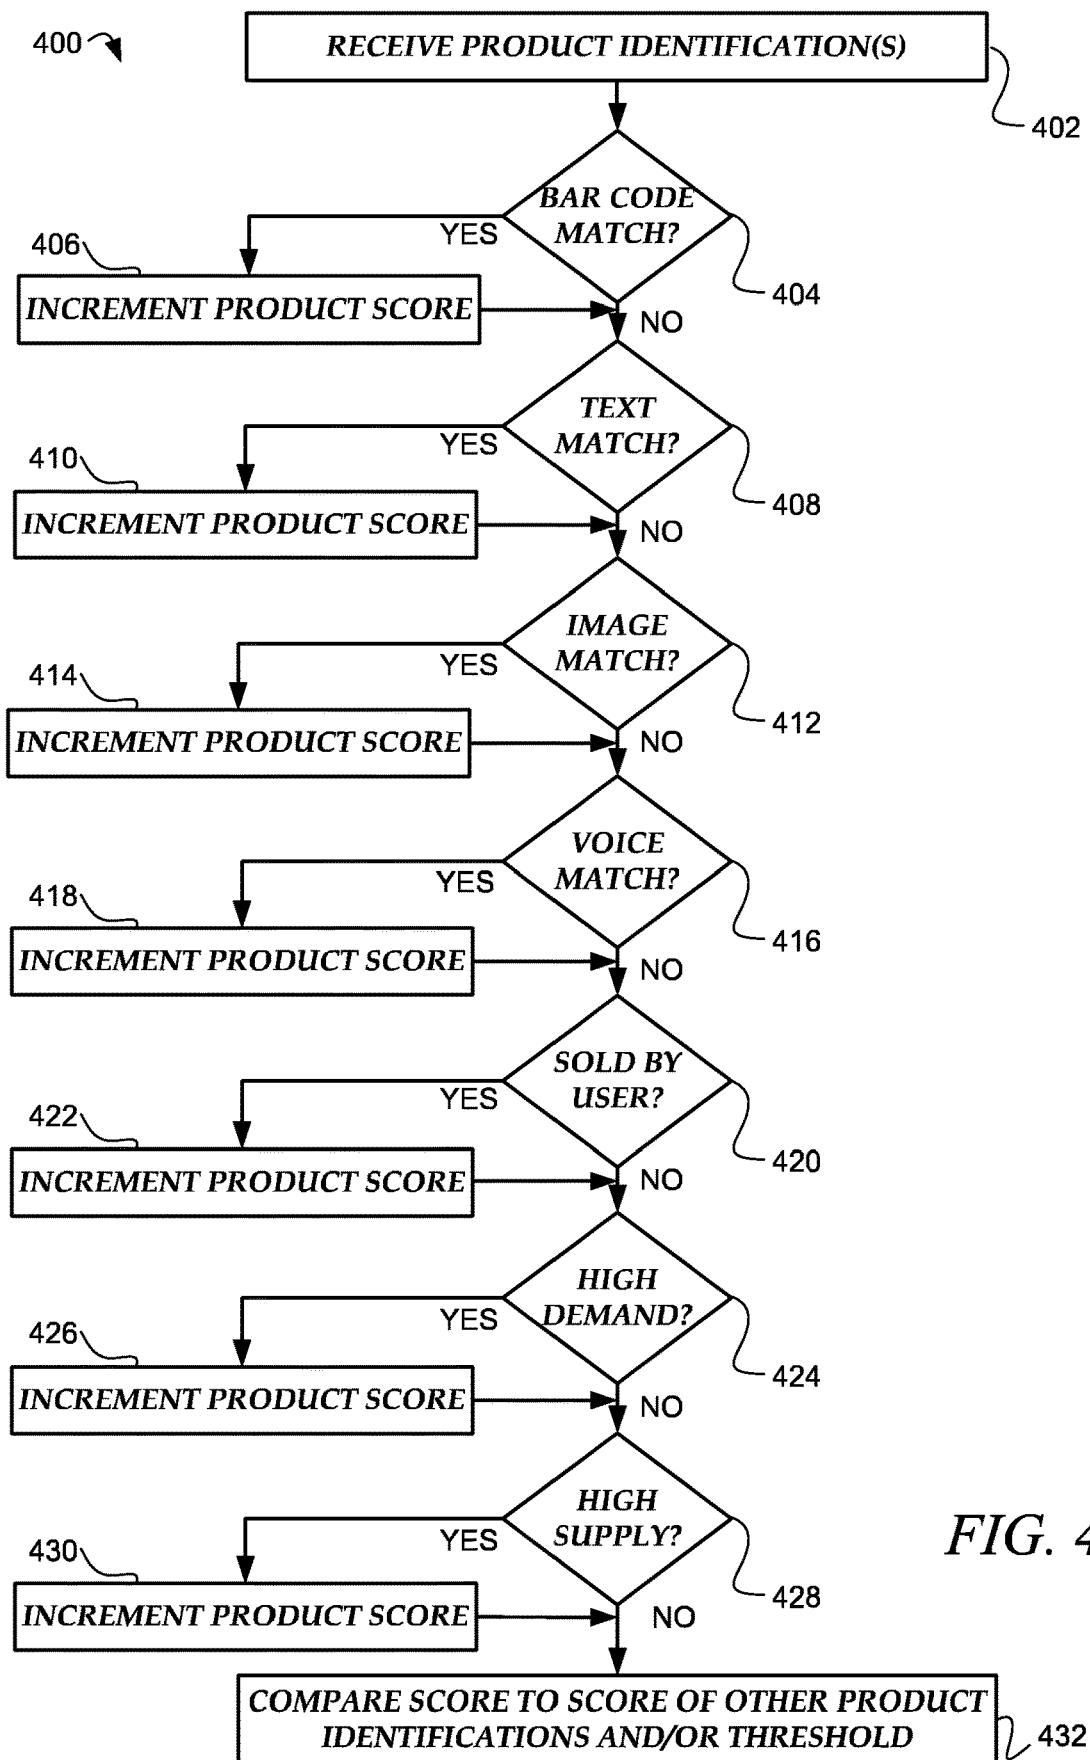 400
RECEIVE PRODUCT IDENTIFICATION(S)
402
BAR CODE
MATCH?
YES
404
406
INCREMENT PRODUCT SCORE
NO
TEXT
MATCH?
YES
408
410
INCREMENT PRODUCT SCORE
NO
IMAGE
MATCH?
YES
412
414
INCREMENT PRODUCT SCORE
NO
VOICE
MATCH?
YES
416
418
INCREMENT PRODUCT SCORE
NO
SOLD BY
USER?
YES
420
422
INCREMENT PRODUCT SCORE
NO
HIGH
DEMAND?
YES
424
426
INCREMENT PRODUCT SCORE
NO
HIGH
SUPPLY?
YES
428
FIG. 4
430
INCREMENT PRODUCT SCORE
NO
COMPARE SCORE TO SCORE OF OTHER PRODUCT
IDENTIFICATIONS AND/OR THRESHOLD
432